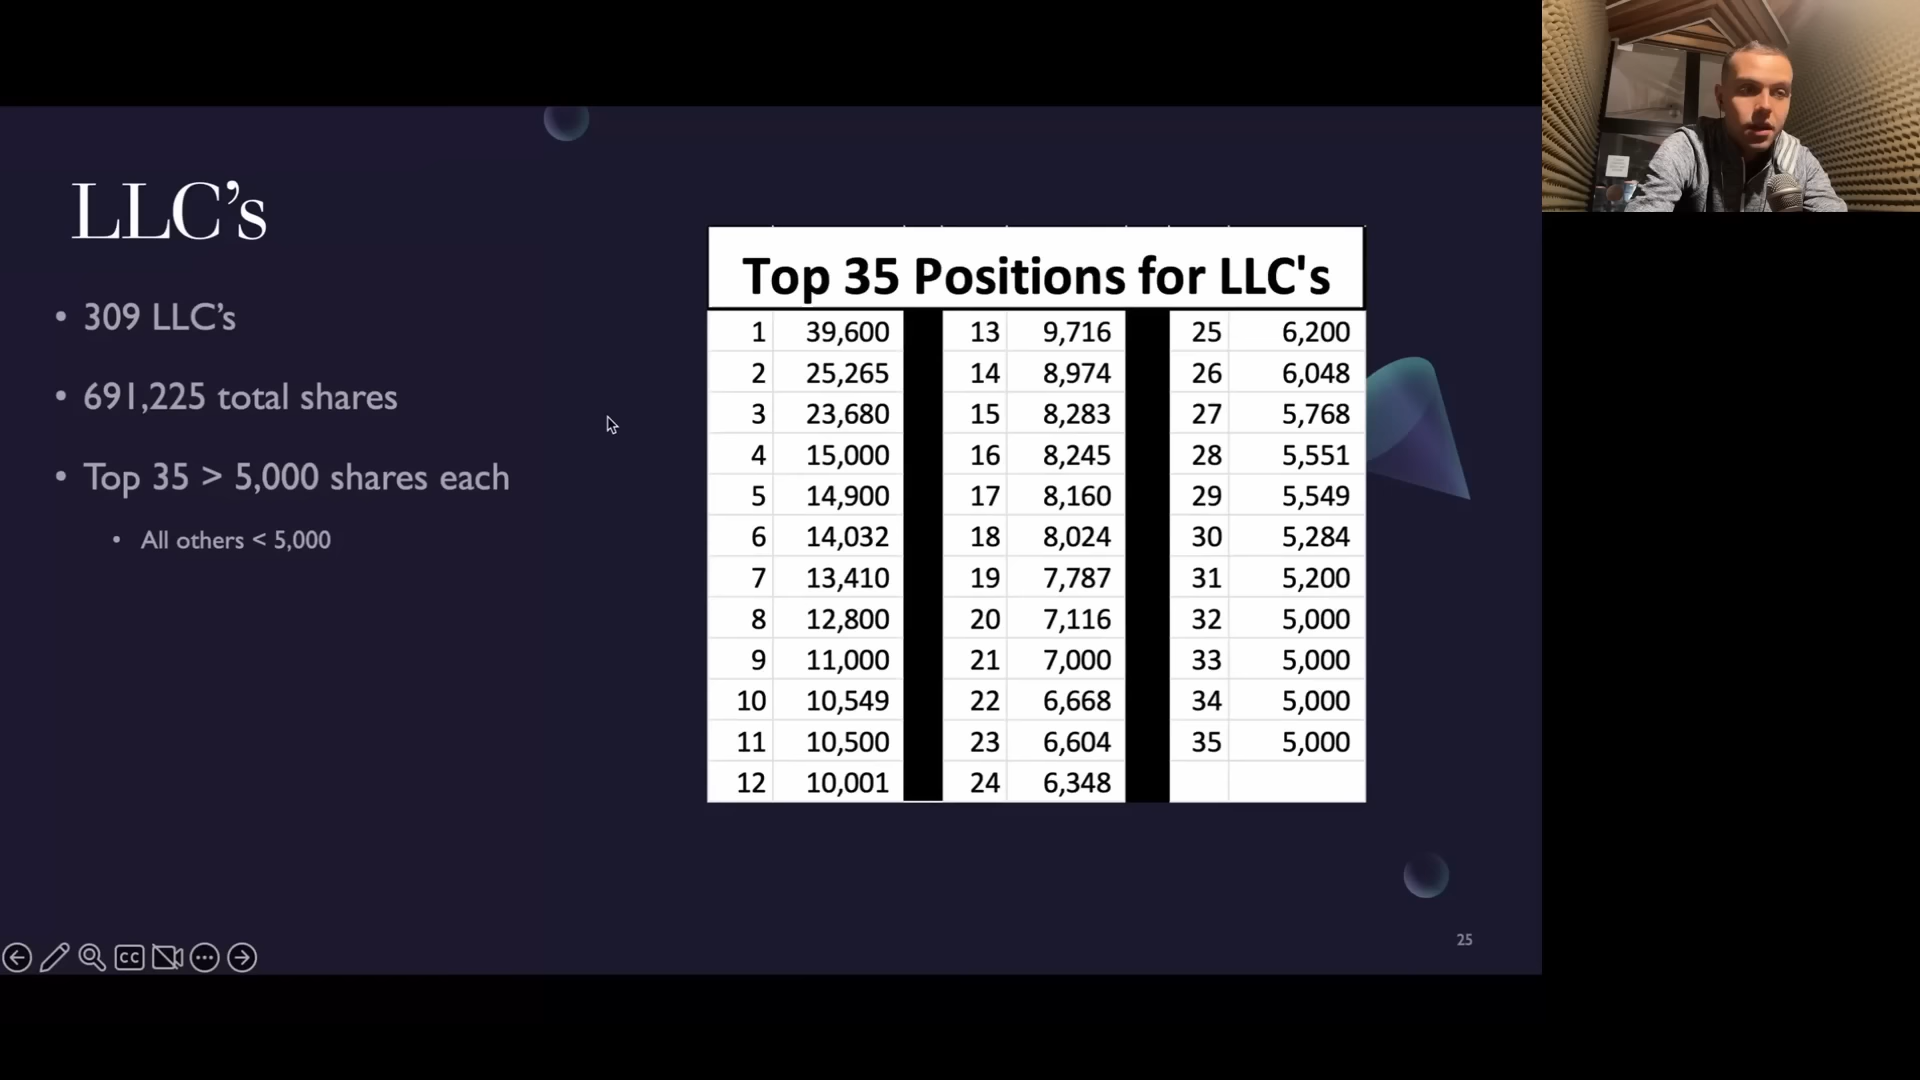 LLC’s
• 309 LLC’s
• 691,225 total shares
• Top 35 > 5,000 shares each
• All others < 5,000
Top 35 Positions for LLC's
1 39,600 13 9,716 25 6,200
2 25,265 14 8,974 26 6,048
3 23,680 15 8,283 27 5,768
4 15,000 16 8,245 28 5,551
5 14,900 17 8,160 29 5,549
6 14,032 18 8,024 30 5,284
7 13,410 19 7,787 31 5,200
8 12,800 20 7,116 32 5,000
9 11,000 21 7,000 33 5,000
10 10,549 22 6,668 34 5,000
11 10,500 23 6,604 35 5,000
12 10,001 24 6,348
25
CC